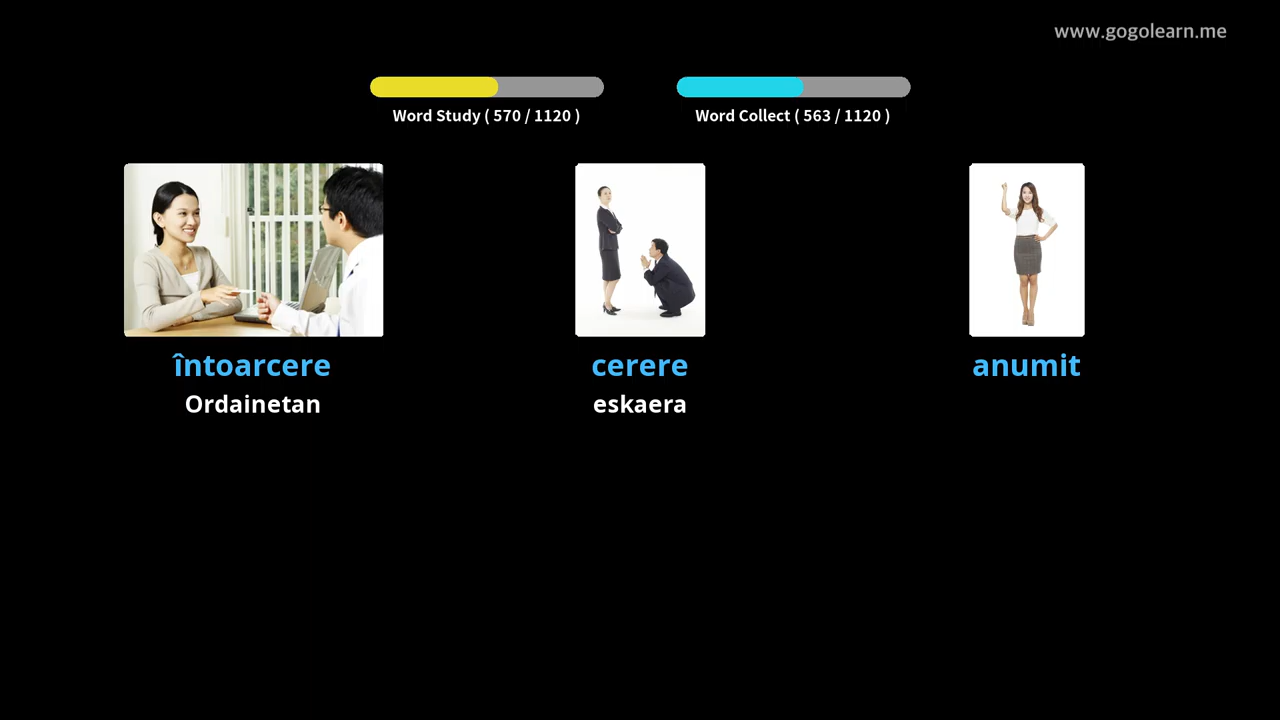 www.gogolearn.me
Word Study ( 570 / 1120 )
Word Collect ( 563 / 1120 )
întoarcere
Ordainetan
cerere
eskaera
anumit